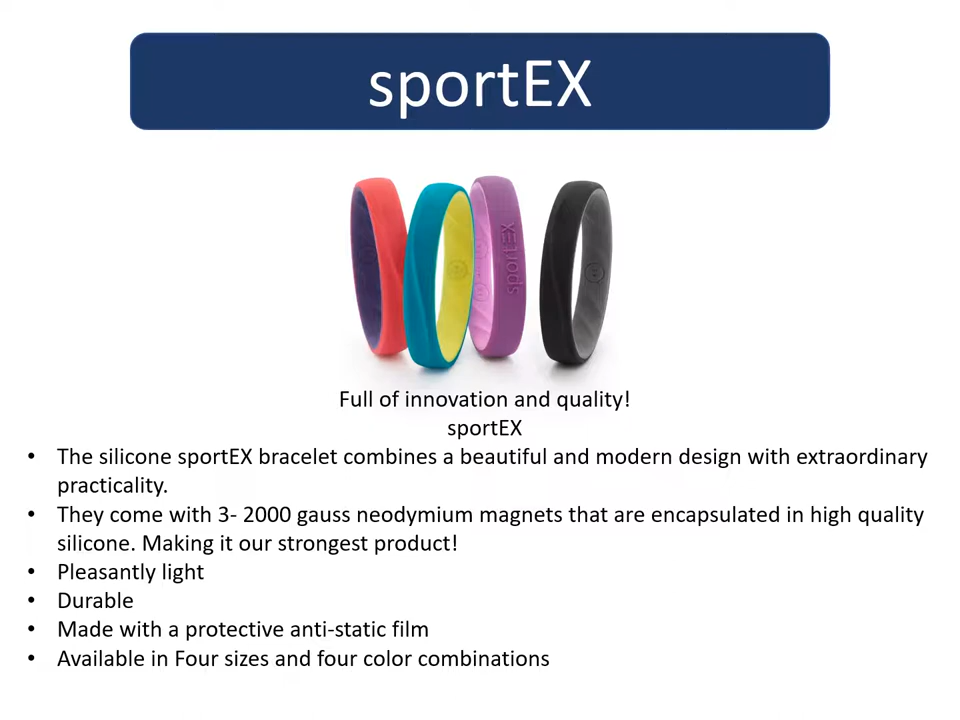 sportEX
sportEX
Full of innovation and quality!
sportEX
• The silicone sportEX bracelet combines a beautiful and modern design with extraordinary
practicality.
• They come with 3- 2000 gauss neodymium magnets that are encapsulated in high quality
silicone. Making it our strongest product!
• Pleasantly light
• Durable
• Made with a protective anti-static film
• Available in Four sizes and four color combinations